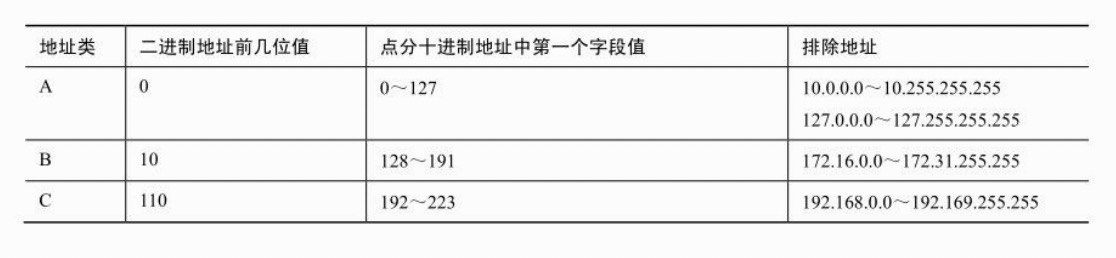 地址类 二进制地址前几位值 点分十进制地址中第一个字段值 排除地址
A 0 0～127 10.0.0.0～10.255.255.255
127.0.0.0～127.255.255.255
B 10 128～191 172.16.0.0～172.31.255.255
C 110 192～223 192.168.0.0～192.169.255.255